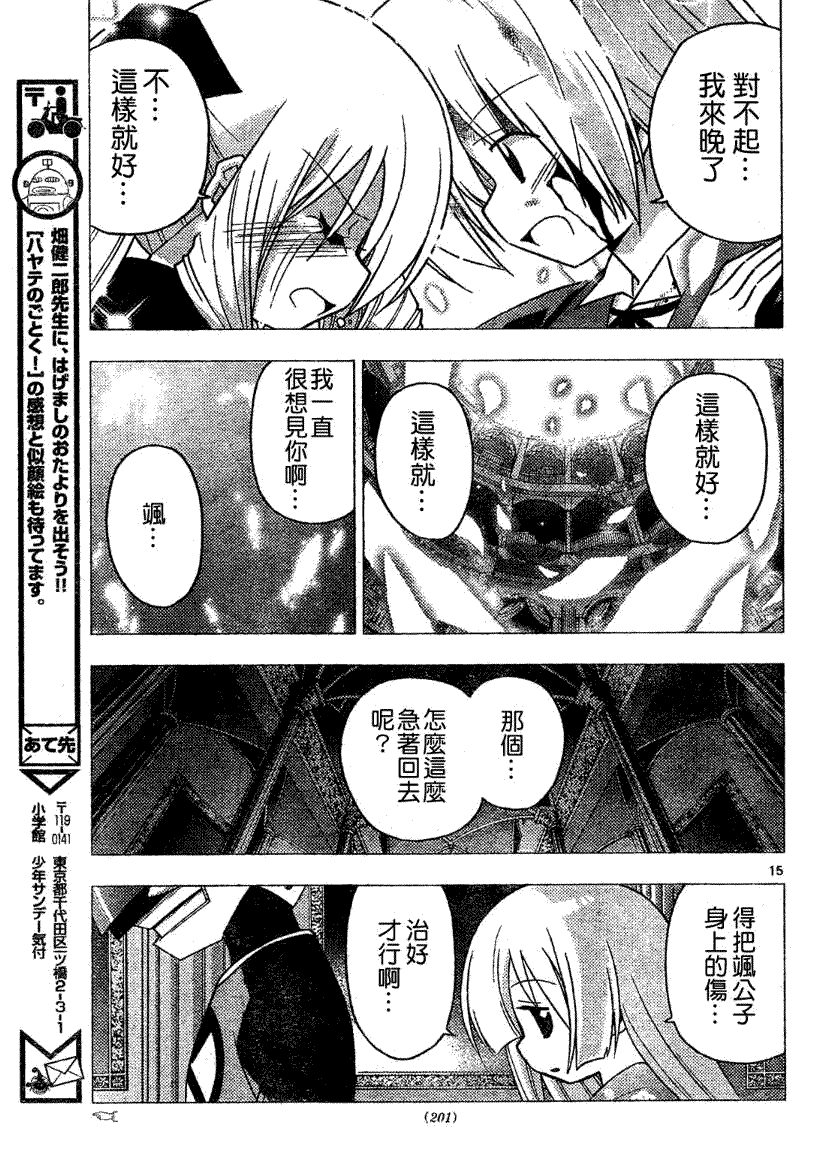 對不起…
我來晚了
不…
這樣就好…
這樣就好…
這樣就…
我一直
很想見你啊…
颯…
那個…
怎麼這麼
急著回去
呢？
15
得把颯公子
身上的傷…
治好
才行啊…
(201)
畑健二郎先生に、はげましのおたよりを出そう!!
［ハヤテのごとく！］の感想と似顔絵も待ってます。
あて先
〒119-0141 東京都千代田区一ツ橋2-3-1
小学館 少年サンデー気付